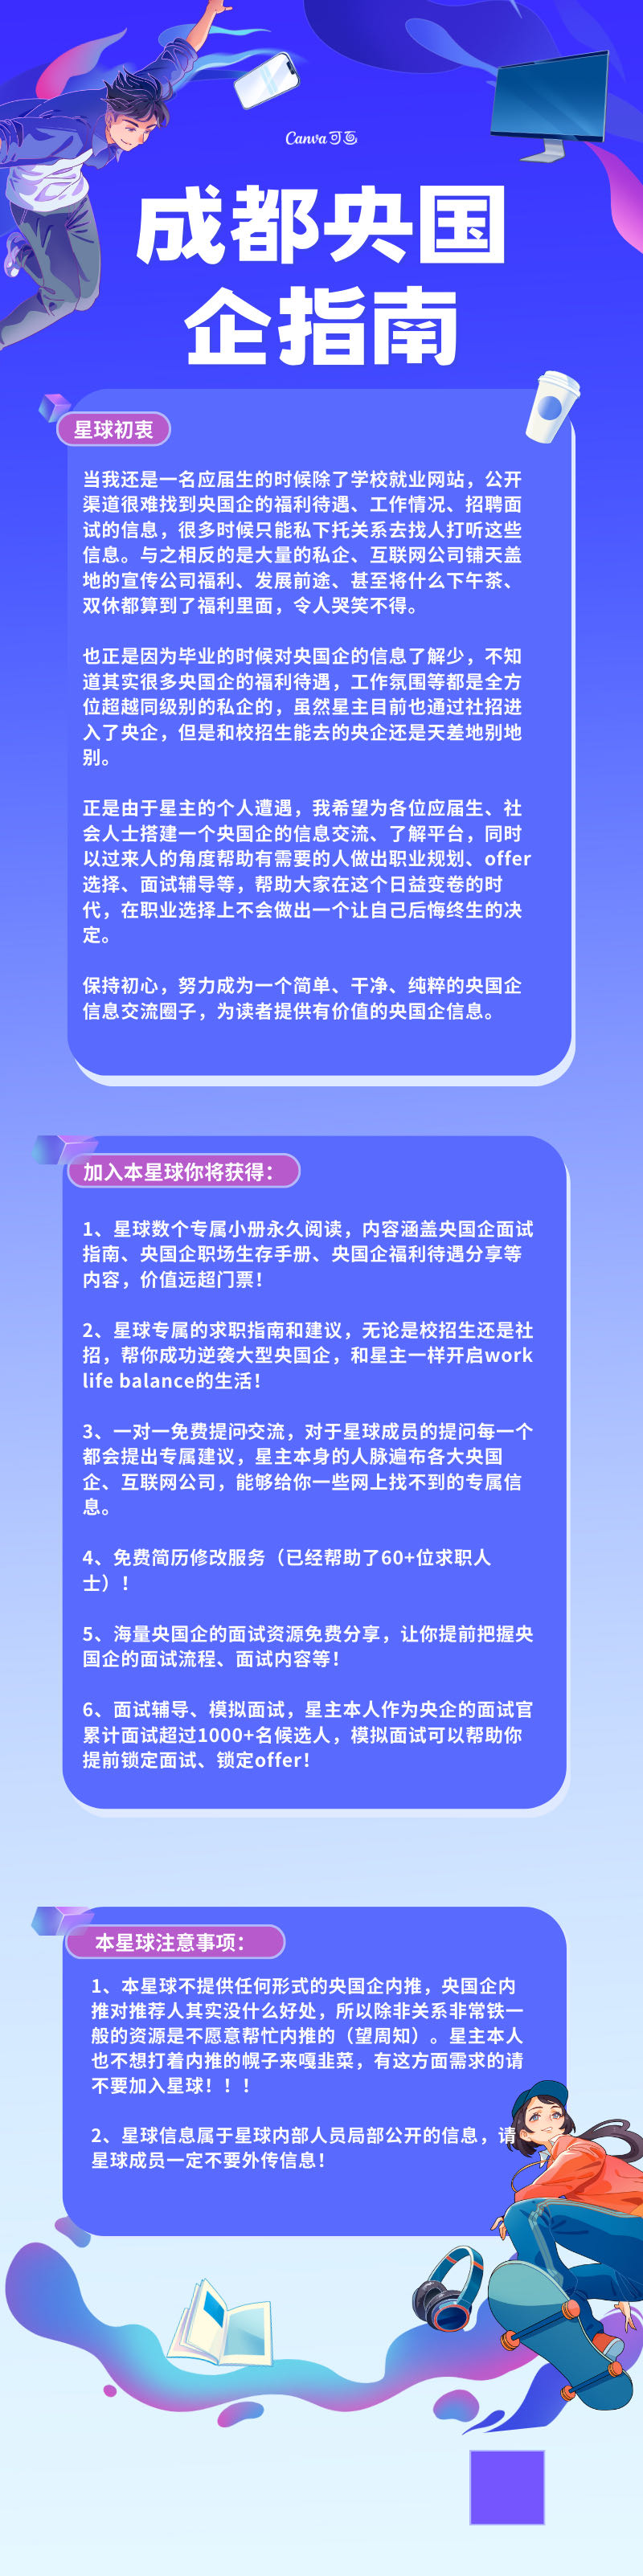 Canva可画
成都央国
企指南
星球初衷
当我还是一名应届生的时候除了学校就业网站，公开
渠道很难找到央国企的福利待遇、工作情况、招聘面
试的信息，很多时候只能私下托关系去找人打听这些
信息。与之相反的是大量的私企、互联网公司铺天盖
地的宣传公司福利、发展前途、甚至将什么下午茶、
双休都算到了福利里面，令人哭笑不得。
也正是因为毕业的时候对央国企的信息了解少，不知
道其实很多央国企的福利待遇，工作氛围等都是全方
位超越同级别的私企的，虽然星主目前也通过社招进
入了央企，但是和校招生能去的央企还是天差地别地
别。
正是由于星主的个人遭遇，我希望为各位应届生、社
会人士搭建一个央国企的信息交流、了解平台，同时
以过来人的角度帮助有需要的人做出职业规划、offer
选择、面试辅导等，帮助大家在这个日益变卷的时
代，在职业选择上不会做出一个让自己后悔终生的决
定。
保持初心，努力成为一个简单、干净、纯粹的央国企
信息交流圈子，为读者提供有价值的央国企信息。
加入本星球你将获得：
1、星球数个专属小册永久阅读，内容涵盖央国企面试
指南、央国企职场生存手册、央国企福利待遇分享等
内容，价值远超门票！
2、星球专属的求职指南和建议，无论是校招生还是社
招，帮你成功逆袭大型央国企，和星主一样开启work
life balance的生活！
3、一对一免费提问交流，对于星球成员的提问每一个
都会提出专属建议，星主本身的人脉遍布各大央国
企、互联网公司，能够给你一些网上找不到的专属信
息。
4、免费简历修改服务（已经帮助了60+位求职人
士）！
5、海量央国企的面试资源免费分享，让你提前把握央
国企的面试流程、面试内容等！
6、面试辅导、模拟面试，星主本人作为央企的面试官
累计面试超过1000+名候选人，模拟面试可以帮助你
提前锁定面试、锁定offer！
本星球注意事项：
1、本星球不提供任何形式的央国企内推，央国企内
推对推荐人其实没什么好处，所以除非关系非常铁一
般的资源是不愿意帮忙内推的（望周知）。星主本人
也不想打着内推的幌子来嘎韭菜，有这方面需求的请
不要加入星球！！！
2、星球信息属于星球内部人员局部公开的信息，请
星球成员一定不要外传信息！